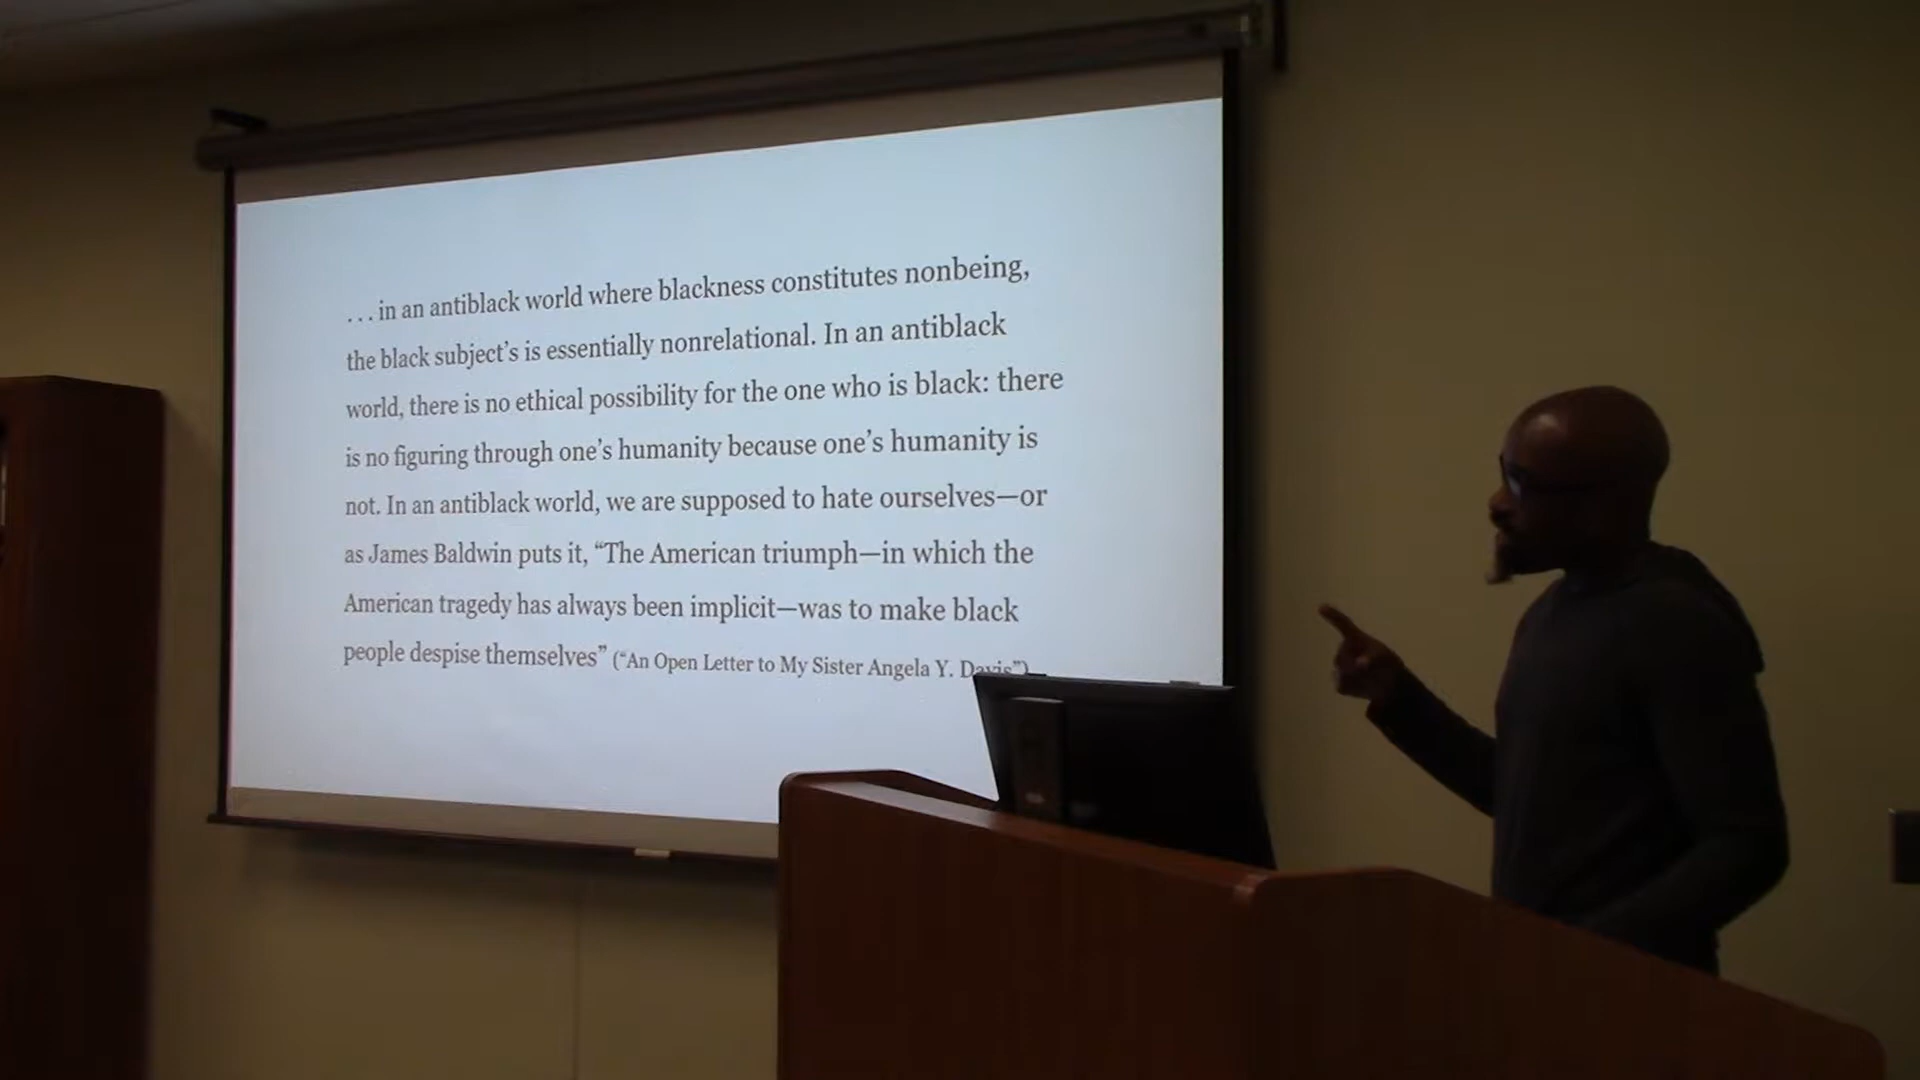 . . . in an antiblack world where blackness constitutes nonbeing,
the black subject’s is essentially nonrelational. In an antiblack
world, there is no ethical possibility for the one who is black: there
is no figuring through one’s humanity because one’s humanity is
not. In an antiblack world, we are supposed to hate ourselves—or
as James Baldwin puts it, “The American triumph—in which the
American tragedy has always been implicit—was to make black
people despise themselves” (“An Open Letter to My Sister Angela Y. Davis”)